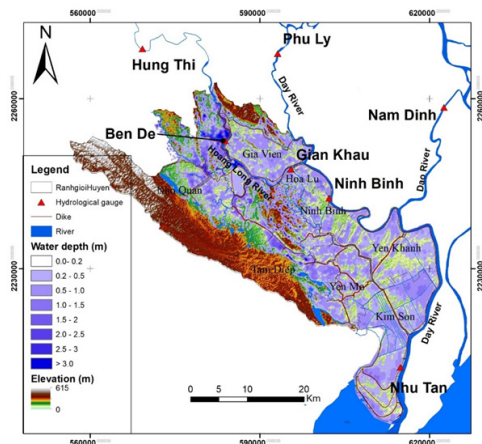 560000
590000
620000
N
Phu Ly
Hung Thi
Day River
2260000
2260000
Nam Dinh
Ben De
Gia Vien
Gian Khau
Dao River
Legend
RanhgioiHuyen
Hydrological gauge
Dike
River
Hoang Long River
Hoa Lu
Ninh Binh
Nho Quan
Ninh Binh
Yen Khanh
Water depth (m)
0.0- 0.2
0.2 - 0.5
0.5 - 1.0
1.0 - 1.5
1.5 - 2
2.0 - 2.5
2.5 - 3
> 3.0
2230000
2230000
Tam Diep
Yen Mo
Kim Son
Day River
Elevation (m)
615
0
0
10
20
Km
Nhu Tan
560000
590000
620000